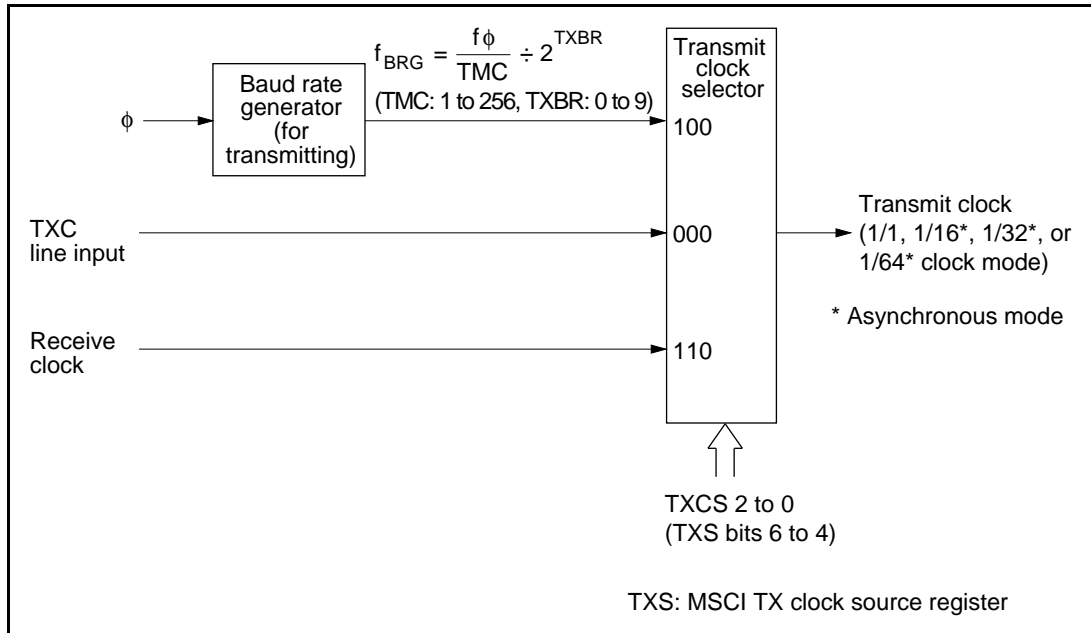 f BRG = fφ / TMC ÷ 2^TXBR
(TMC: 1 to 256, TXBR: 0 to 9)
φ
Baud rate
generator
(for
transmitting)
Transmit
clock
selector
100
TXC
line input
000
Transmit clock
(1/1, 1/16*, 1/32*, or
1/64* clock mode)
* Asynchronous mode
Receive
clock
110
TXCS 2 to 0
(TXS bits 6 to 4)
TXS: MSCI TX clock source register